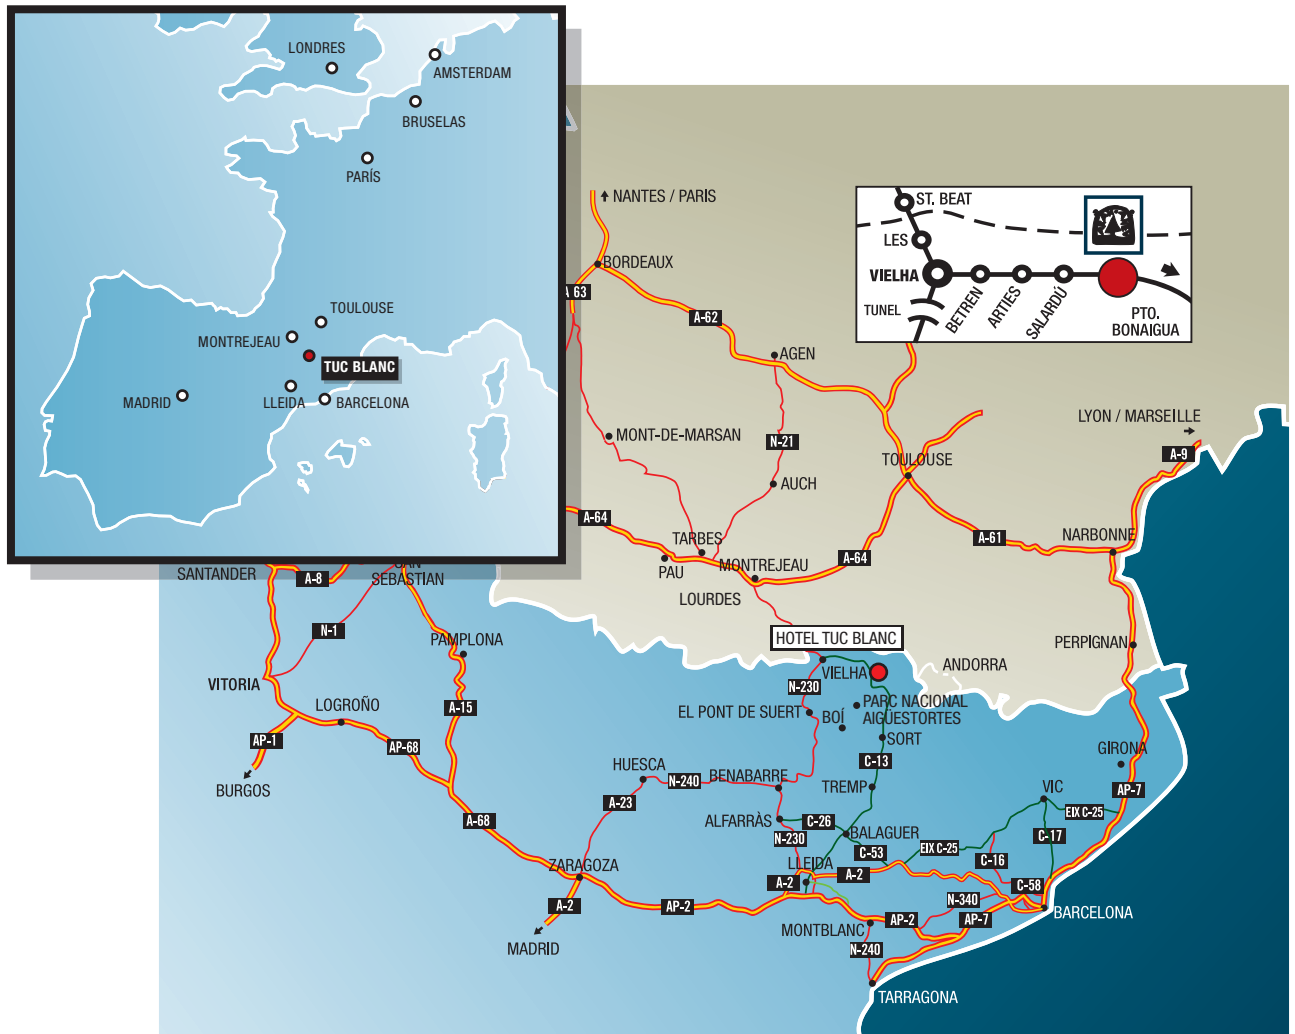 LONDRES
AMSTERDAM
BRUSELAS
PARÍS
TOULOUSE
MONTREJEAU
TUC BLANC
MADRID
LLEIDA
BARCELONA
NANTES / PARIS
BORDEAUX
A 63
A-62
AGEN
MONT-DE-MARSAN
N-21
AUCH
TOULOUSE
LYON / MARSEILLE
A-9
A-64
TARBES
PAU
MONTREJEAU
LOURDES
A-64
A-61
NARBONNE
PERPIGNAN
ST. BEAT
LES
VIELHA
TUNEL
BETREN
ARTIES
SALARDÚ
PTO.
BONAIGUA
SANTANDER
A-8
SAN
SEBASTIAN
N-1
PAMPLONA
VITORIA
LOGROÑO
A-15
AP-1
AP-68
BURGOS
A-68
HOTEL TUC BLANC
VIELHA
ANDORRA
N-230
PARC NACIONAL
AIGÜESTORTES
EL PONT DE SUERT
BOÍ
SORT
C-13
GIRONA
HUESCA
N-240
BENABARRE
TREMP
VIC
AP-7
A-23
EIX C-25
ALFARRÀS
C-26
BALAGUER
C-17
N-230
C-53
EIX C-25
C-16
ZARAGOZA
LLEIDA
A-2
A-2
C-58
A-2
AP-2
N-340
BARCELONA
MADRID
MONTBLANC
AP-2
AP-7
N-240
TARRAGONA